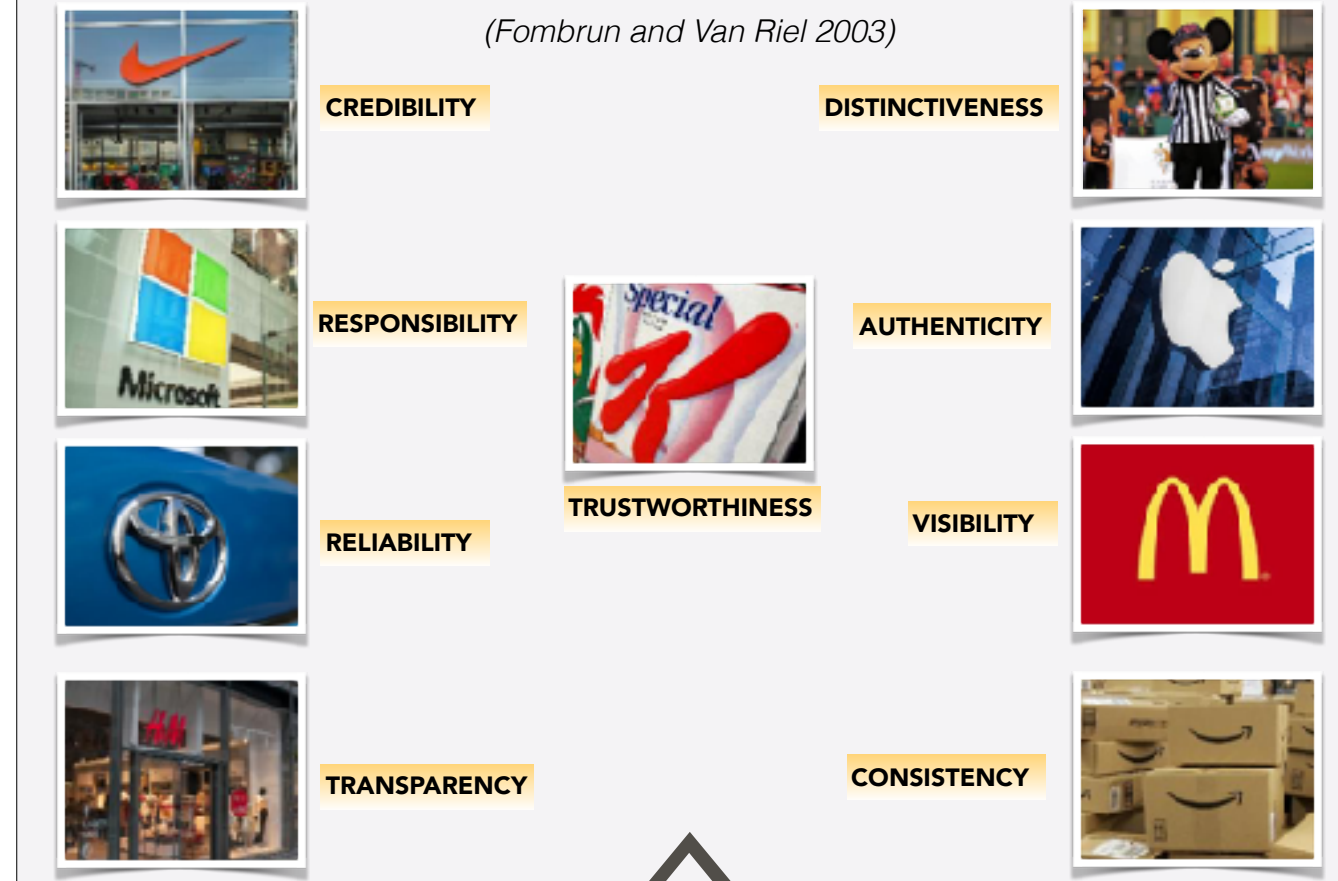 (Fombrun and Van Riel 2003)
CREDIBILITY
DISTINCTIVENESS
Microsoft
RESPONSIBILITY
Special
K
AUTHENTICITY
TRUSTWORTHINESS
VISIBILITY
RELIABILITY
H&M
TRANSPARENCY
CONSISTENCY